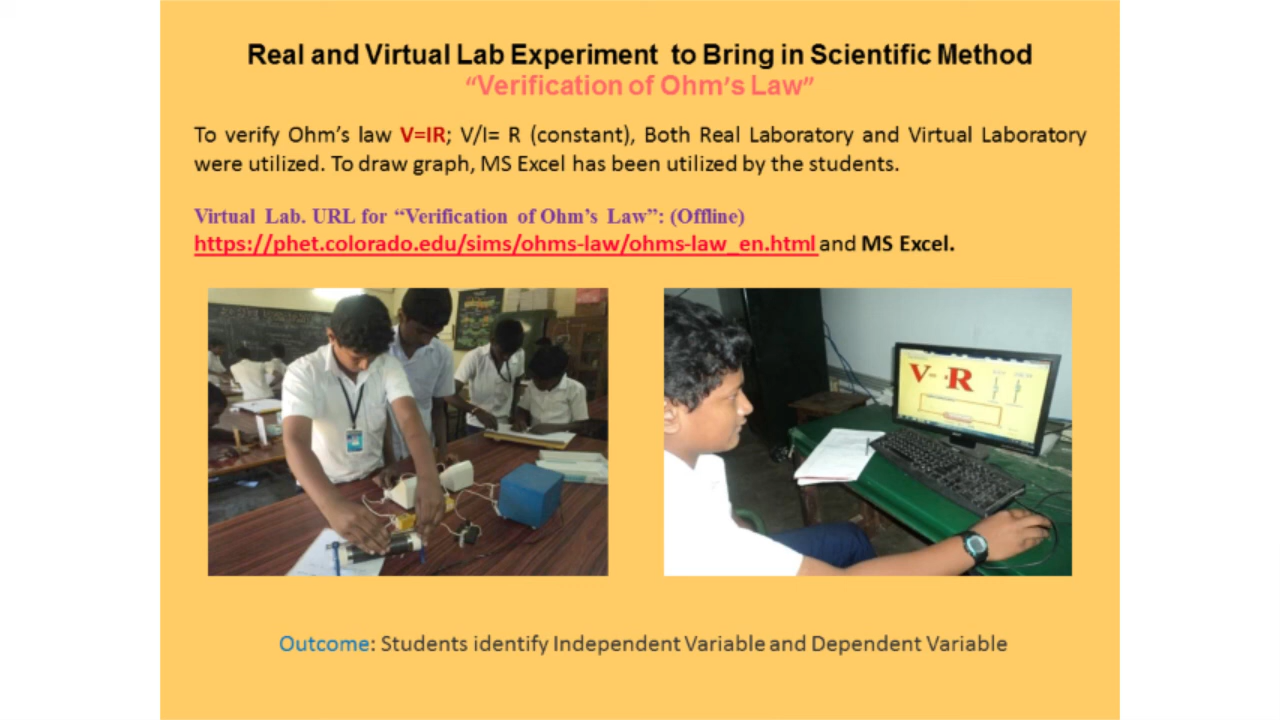 Real and Virtual Lab Experiment to Bring in Scientific Method
“Verification of Ohm’s Law”
To verify Ohm’s law V=IR; V/I= R (constant), Both Real Laboratory and Virtual Laboratory
were utilized. To draw graph, MS Excel has been utilized by the students.
Virtual Lab. URL for “Verification of Ohm’s Law”: (Offline)
https://phet.colorado.edu/sims/ohms-law/ohms-law_en.html and MS Excel.
V= R
Outcome: Students identify Independent Variable and Dependent Variable